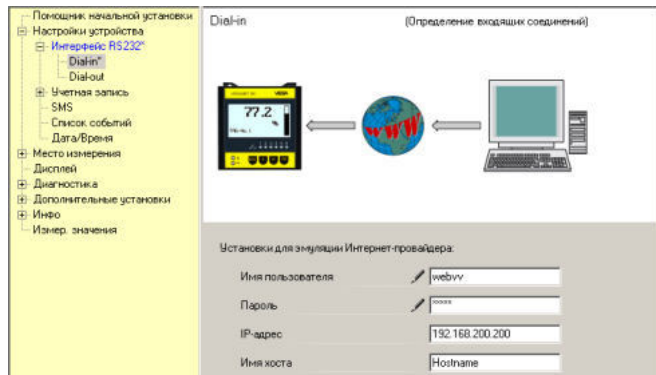 Помощник начальной установки
Настройки устройства
Интерфейс RS232*
Dial-in*
Dial-out
Учетная запись
SMS
Список событий
Дата/Время
Место измерения
Дисплей
Диагностика
Дополнительные установки
Инфо
Измер. значения
Dial-in
(Определение входящих соединений)
VEGA
77.2
%
WWW
Установки для эмуляции Интернет-провайдера:
Имя пользователя
webvv
Пароль
*****
IP-адрес
192.168.200.200
Имя хоста
Hostname